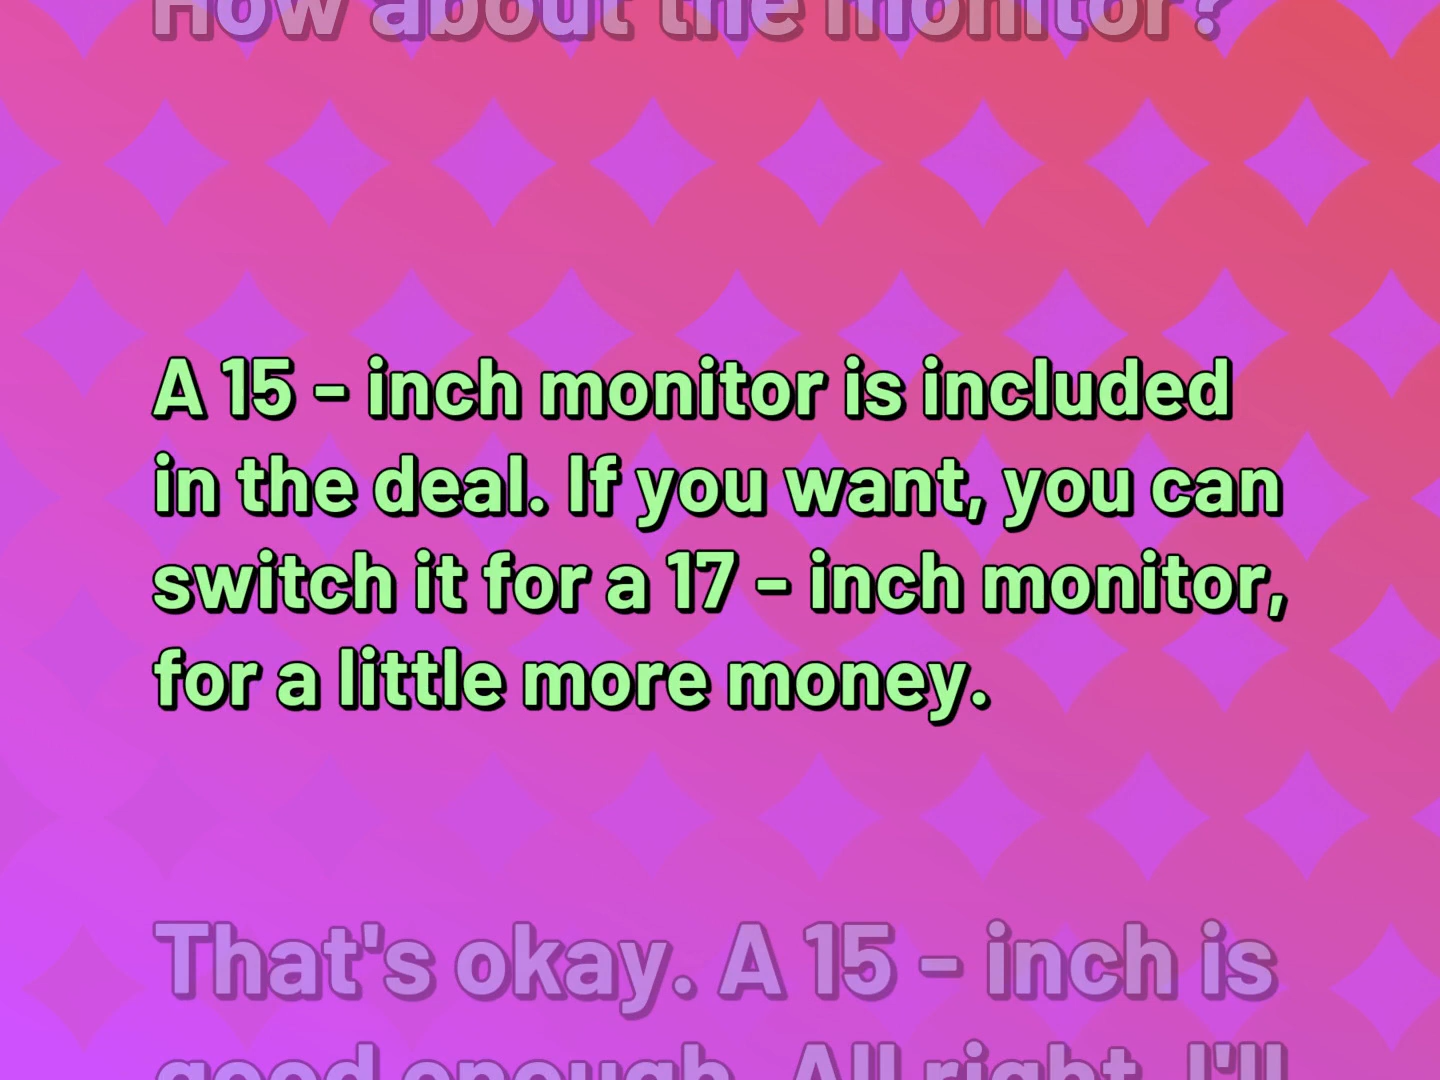 How about the monitor?
A 15 - inch monitor is included
in the deal. If you want, you can
switch it for a 17 - inch monitor,
for a little more money.
That's okay. A 15 - inch is
good enough. All right, I'll